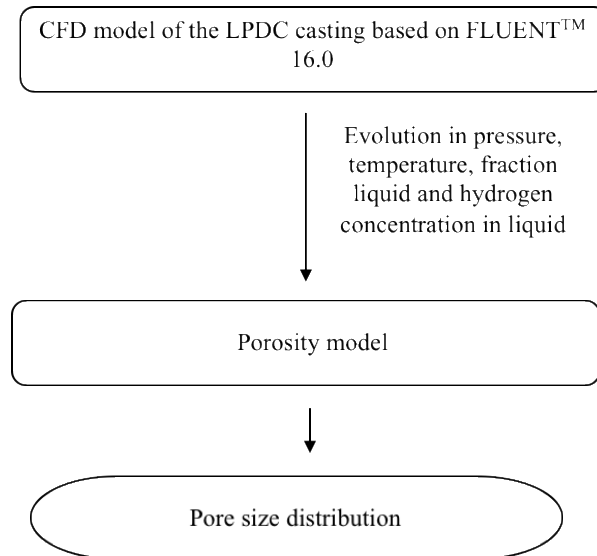 CFD model of the LPDC casting based on FLUENT™
16.0
Evolution in pressure,
temperature, fraction
liquid and hydrogen
concentration in liquid
Porosity model
Pore size distribution